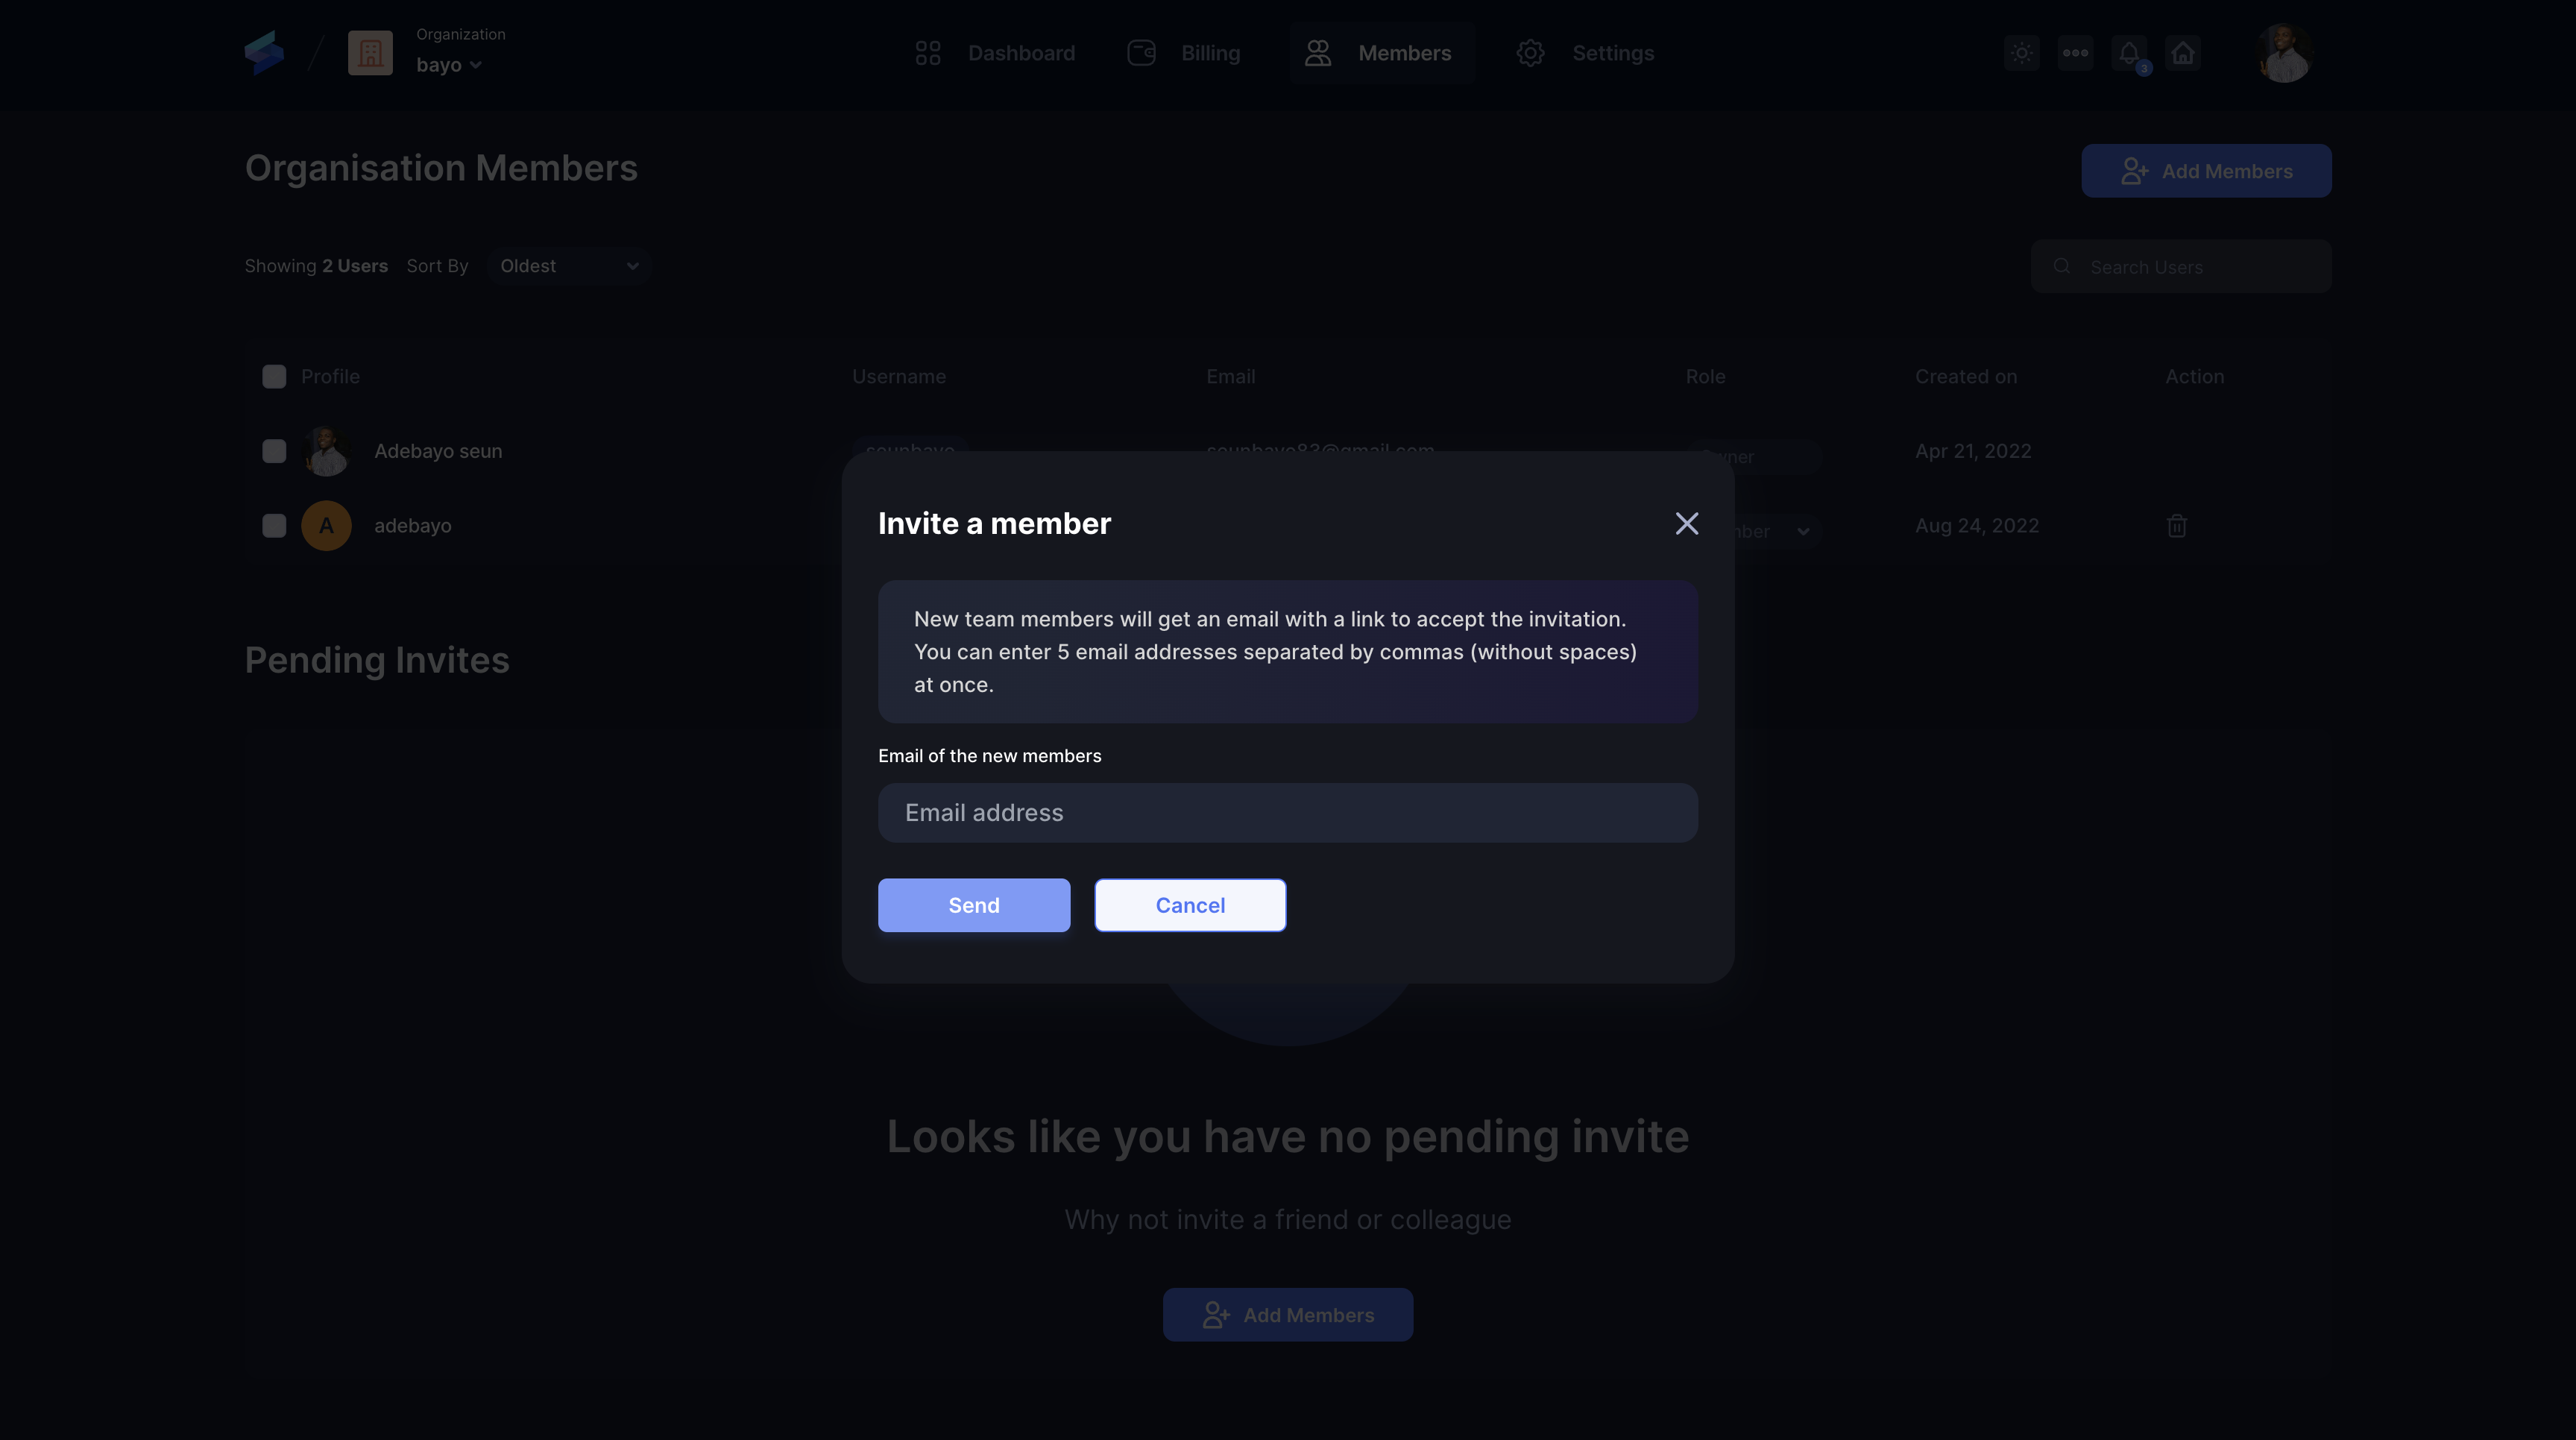 Organization
bayo
Dashboard
Billing
Members
Settings
3
Organisation Members
Add Members
Showing 2 Users
Sort By
Oldest
Search Users
Profile
Username
Email
Role
Created on
Action
Adebayo seun
seunbayo83@gmail.com
Apr 21, 2022
A
adebayo
Aug 24, 2022
Invite a member
New team members will get an email with a link to accept the invitation.
You can enter 5 email addresses separated by commas (without spaces)
at once.
Email of the new members
Email address
Send
Cancel
Pending Invites
Looks like you have no pending invite
Why not invite a friend or colleague
Add Members